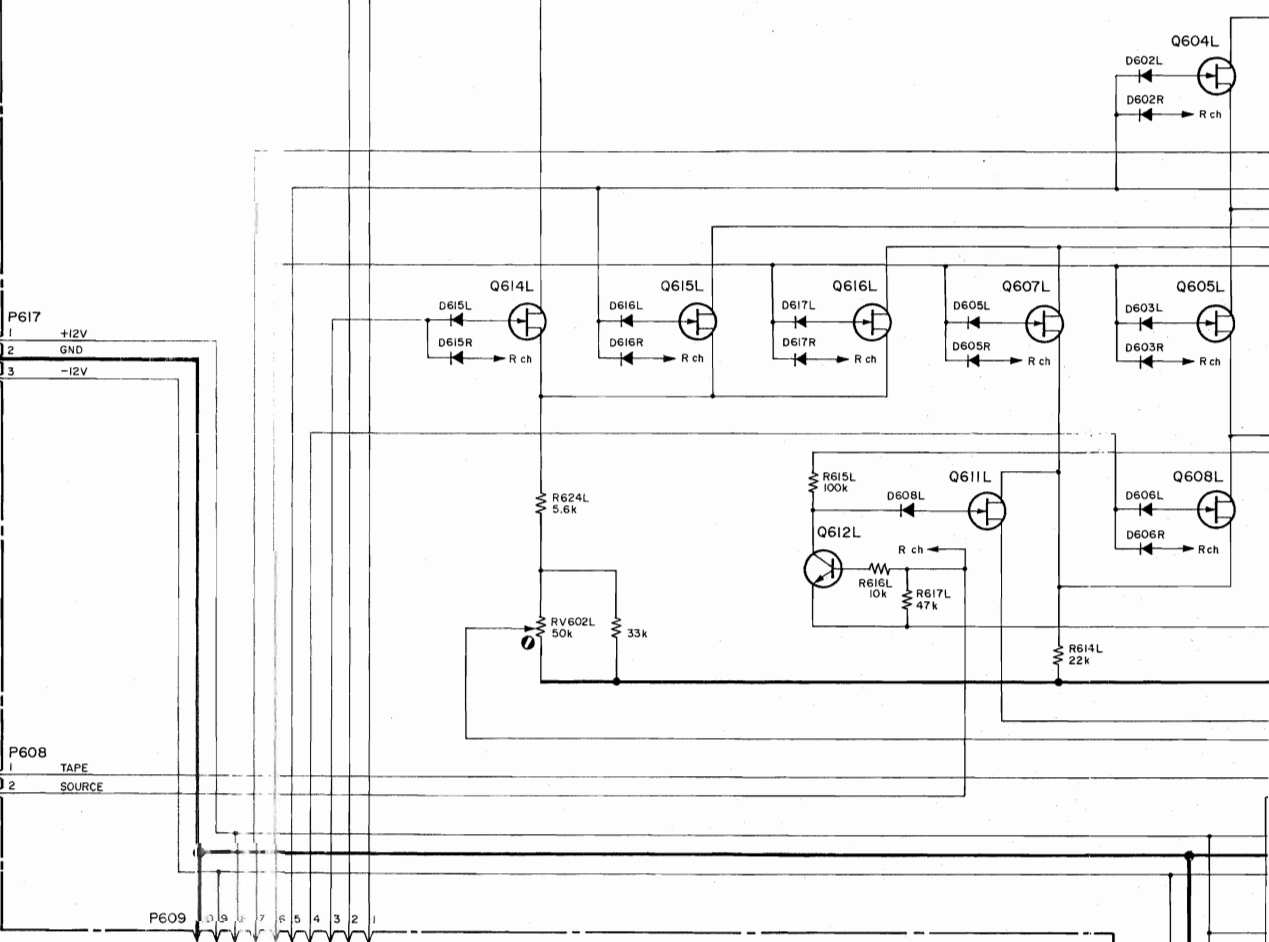 Q604L
D602L
D602R
R ch
Q614L
Q615L
Q616L
Q607L
Q605L
D615L
D616L
D617L
D605L
D603L
D615R
R ch
D616R
R ch
D617R
R ch
D605R
R ch
D603R
R ch
P617
1 +12V
2 GND
3 -12V
R615L
100k
Q611L
Q608L
D608L
D606L
R624L
5.6k
Q612L
D606R
R ch
R ch
R616L
10k
R617L
47k
RV602L
50k
33k
R614L
22k
P608
1 TAPE
2 SOURCE
P609 9 7 6 5 4 3 2 1